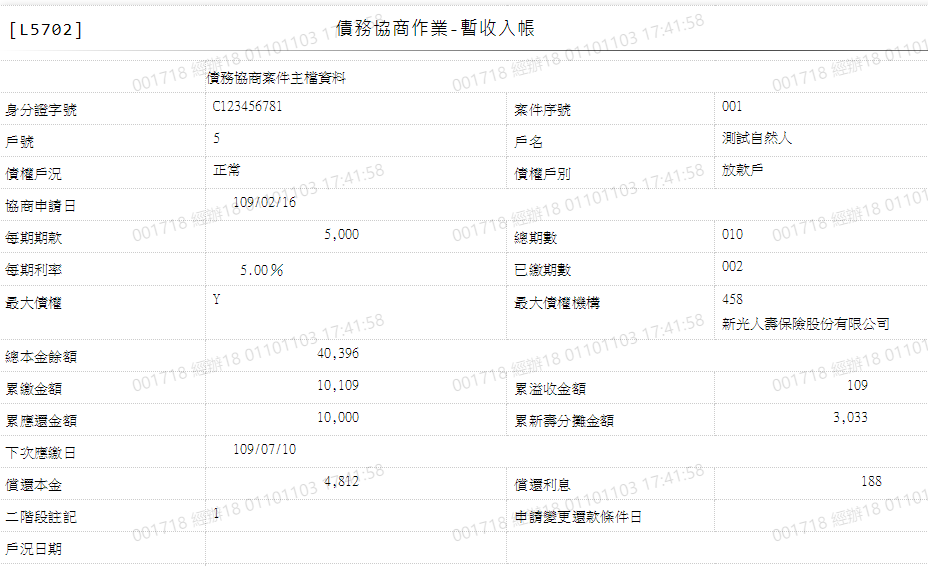 [L5702] 債務協商作業-暫收入帳
債務協商案件主檔資料
身分證字號 C123456781 案件序號 001
戶號 5 戶名 測試自然人
債權戶況 正常 債權戶別 放款戶
協商申請日 109/02/16
每期期款 5,000 總期數 010
每期利率 5.00% 已繳期數 002
最大債權 Y 最大債權機構 458
新光人壽保險股份有限公司
總本金餘額 40,396
累繳金額 10,109 累溢收金額 109
累應還金額 10,000 累新壽分攤金額 3,033
下次應繳日 109/07/10
償還本金 4,812 償還利息 188
二階段註記 1 申請變更還款條件日
戶況日期
001718 經辦18 01101103 17:41:58